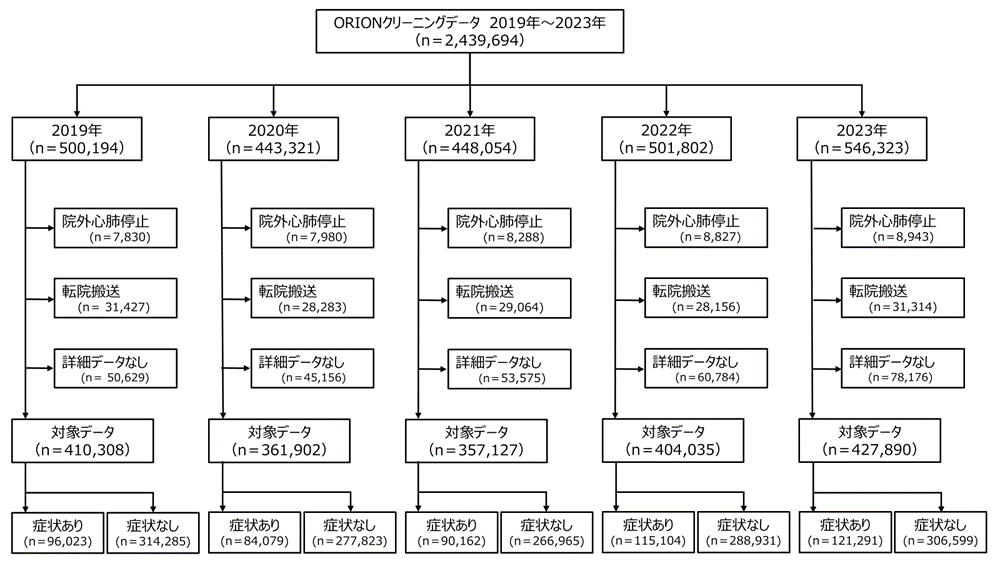 ORIONクリーニングデータ 2019年～2023年
（n＝2,439,694）
2019年
（n＝500,194）
2020年
（n＝443,321）
2021年
（n＝448,054）
2022年
（n＝501,802）
2023年
（n＝546,323）
院外心肺停止
(n＝7,830)
院外心肺停止
(n＝7,980)
院外心肺停止
(n＝8,288)
院外心肺停止
(n＝8,827)
院外心肺停止
(n＝8,943)
転院搬送
(n＝ 31,427)
転院搬送
(n＝28,283)
転院搬送
(n＝29,064)
転院搬送
(n＝28,156)
転院搬送
(n＝31,314)
詳細データなし
(n＝ 50,629)
詳細データなし
(n＝45,156)
詳細データなし
(n＝53,575)
詳細データなし
(n＝60,784)
詳細データなし
(n＝78,176)
対象データ
（n＝410,308）
対象データ
（n＝361,902）
対象データ
（n＝357,127）
対象データ
（n＝404,035）
対象データ
（n＝427,890）
症状あり
(n＝96,023)
症状なし
(n＝314,285)
症状あり
(n＝84,079)
症状なし
(n＝277,823)
症状あり
(n＝90,162)
症状なし
(n＝266,965)
症状あり
(n＝115,104)
症状なし
(n＝288,931)
症状あり
(n＝121,291)
症状なし
(n＝306,599)